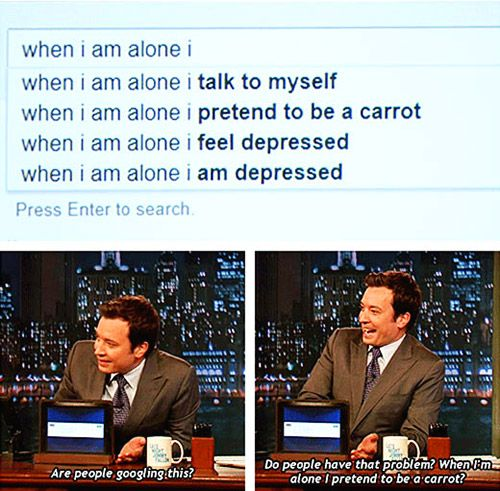 when i am alone i
when i am alone i talk to myself
when i am alone i pretend to be a carrot
when i am alone i feel depressed
when i am alone i am depressed
Press Enter to search.
Are people googling this?
Do people have that problem? When I'm
alone I pretend to be a carrot?